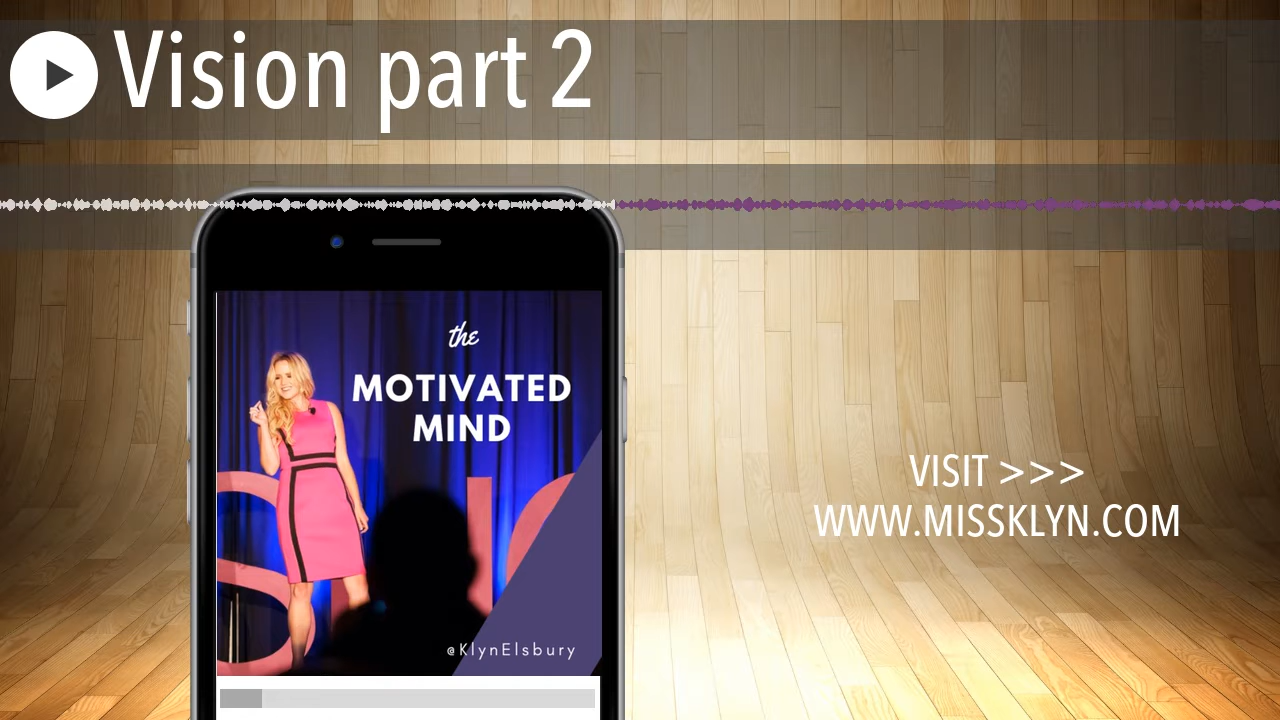 Vision part 2
the
MOTIVATED
MIND
@KlynElsbury
VISIT >>>
WWW.MISSKLYN.COM